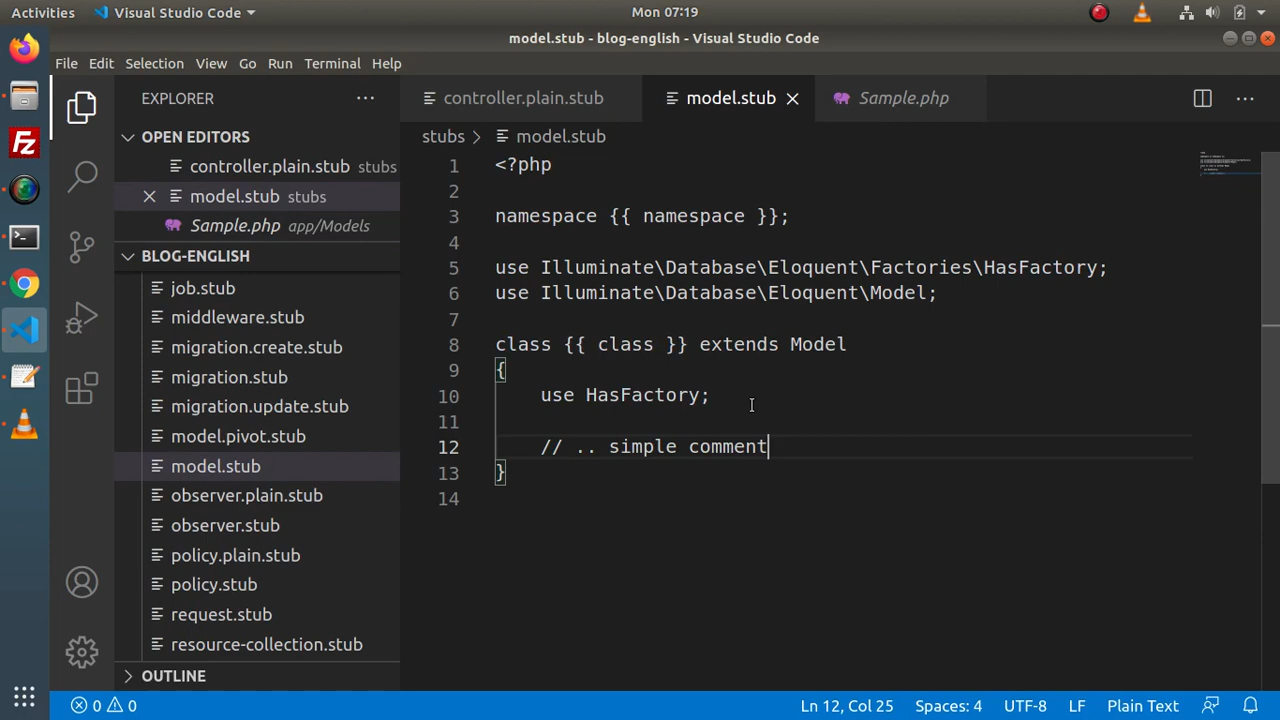 Activities Visual Studio Code Mon 07:19
model.stub - blog-english - Visual Studio Code
File Edit Selection View Go Run Terminal Help
EXPLORER
OPEN EDITORS
controller.plain.stub stubs
model.stub stubs
Sample.php app/Models
BLOG-ENGLISH
job.stub
middleware.stub
migration.create.stub
migration.stub
migration.update.stub
model.pivot.stub
model.stub
observer.plain.stub
observer.stub
policy.plain.stub
policy.stub
request.stub
resource-collection.stub
OUTLINE
controller.plain.stub model.stub Sample.php
stubs model.stub
1 <?php
2
3 namespace {{ namespace }};
4
5 use Illuminate\Database\Eloquent\Factories\HasFactory;
6 use Illuminate\Database\Eloquent\Model;
7
8 class {{ class }} extends Model
9 {
10 use HasFactory;
11
12 // .. simple comment
13 }
14
0 0 Ln 12, Col 25 Spaces: 4 UTF-8 LF Plain Text